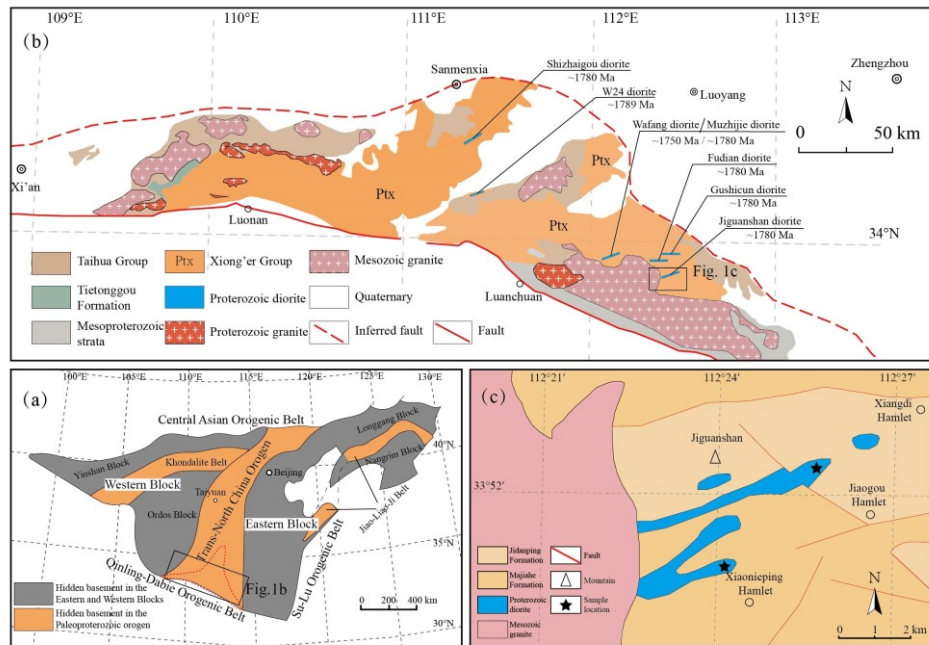 109°E
110°E
111°E
112°E
113°E
(b)
Shizhaigou diorite
~1780 Ma
Sanmenxia
Zhengzhou
W24 diorite
~1789 Ma
Luoyang
N
Wafang diorite/Muzhijie diorite
~1750 Ma / ~1780 Ma
0
50 km
Fudian diorite
~1780 Ma
Ptx
Xi'an
Gushicun diorite
~1780 Ma
Ptx
Luonan
Jiguanshan diorite
~1780 Ma
Ptx
34°N
Fig. 1c
Luanchuan
Taihua Group
Ptx
Xiong'er Group
Mesozoic granite
Tietonggou
Formation
Proterozoic diorite
Quaternary
Mesoproterozoic
strata
Proterozoic granite
Inferred fault
Fault
100°E
105°E
110°E
115°E
120°E
125°E
130°E
(a)
Central Asian Orogenic Belt
Longgang Block
40°N
Yinshan Block
Khondalite Belt
Beijing
Nangrim Block
Western Block
Taiyuan
Trans-North China Orogen
Ordos Block
Eastern Block
Jiao-Liao-Ji Belt
35°N
Qinling-Dabie Orogenic Belt
Fig.1b
Su-Lu Orogenic Belt
Hidden basement in the
Eastern and Western Blocks
Hidden basement in the
Paleoproterozoic orogen
0 200 400 km
30°N
112°21′
112°24′
112°27′
(c)
Xiangdi
Hamlet
Jiguanshan
33°52′
Jiaogou
Hamlet
Jidanping
Formation
Fault
Majiahe
Formation
Mountain
Proterozoic
diorite
Sample
location
Mesozoic
granite
Xiaonieping
Hamlet
N
0 1 2 km